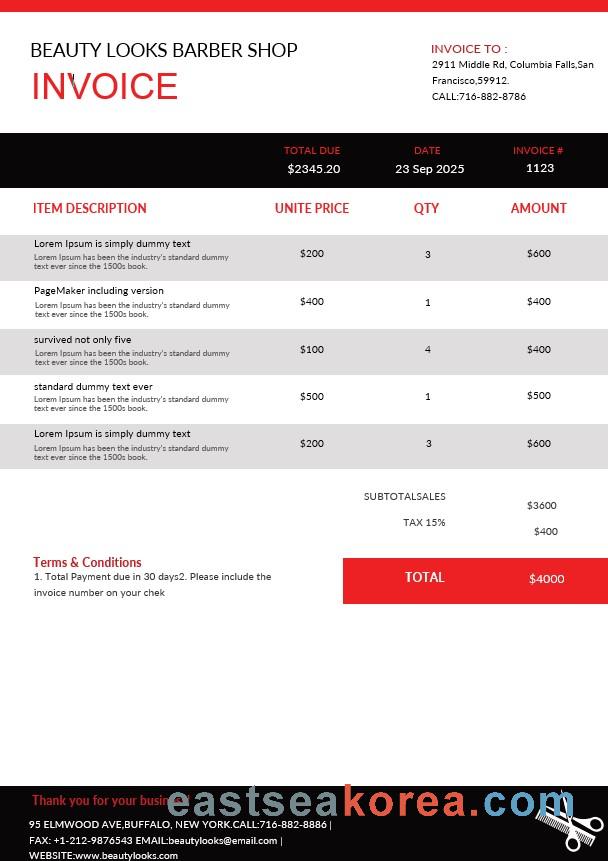 BEAUTY LOOKS BARBER SHOP
INVOICE
INVOICE TO :
2911 Middle Rd, Columbia Falls,San
Francisco,59912.
CALL:716-882-8786
TOTAL DUE DATE INVOICE #
$2345.20 23 Sep 2025 1123
ITEM DESCRIPTION UNITE PRICE QTY AMOUNT
Lorem Ipsum is simply dummy text
Lorem Ipsum has been the industry's standard dummy
text ever since the 1500s book.
$200 3 $600
PageMaker including version
Lorem Ipsum has been the industry's standard dummy
text ever since the 1500s book.
$400 1 $400
survived not only five
Lorem Ipsum has been the industry's standard dummy
text ever since the 1500s book.
$100 4 $400
standard dummy text ever
Lorem Ipsum has been the industry's standard dummy
text ever since the 1500s book.
$500 1 $500
Lorem Ipsum is simply dummy text
Lorem Ipsum has been the industry's standard dummy
text ever since the 1500s book.
$200 3 $600
SUBTOTALSALES $3600
TAX 15% $400
TOTAL $4000
Terms & Conditions
1. Total Payment due in 30 days2. Please include the
invoice number on your chek
Thank you for your business!
eastseakorea.com
95 ELMWOOD AVE,BUFFALO, NEW YORK.CALL:716-882-8886 |
FAX: +1-212-9876543 EMAIL:beautylooks@email.com |
WEBSITE:www.beautylooks.com